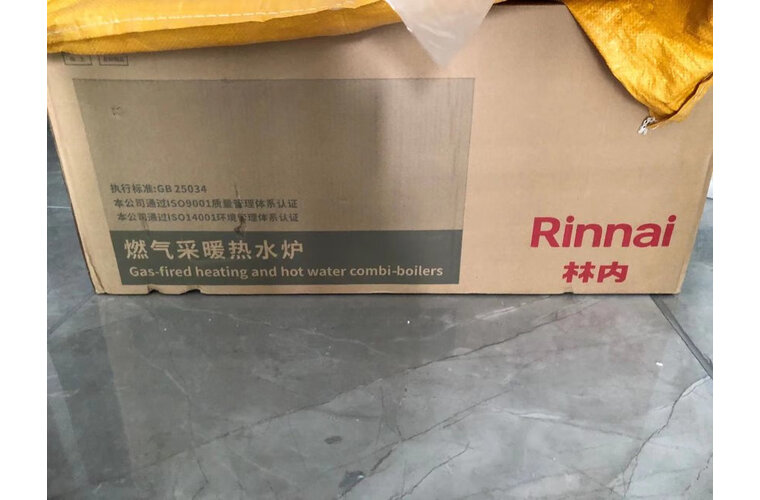 执行标准:GB 25034
本公司通过ISO9001质量管理体系认证
本公司通过ISO14001环境管理体系认证
燃气采暖热水炉
Gas-fired heating and hot water combi-boilers
Rinnai
林内